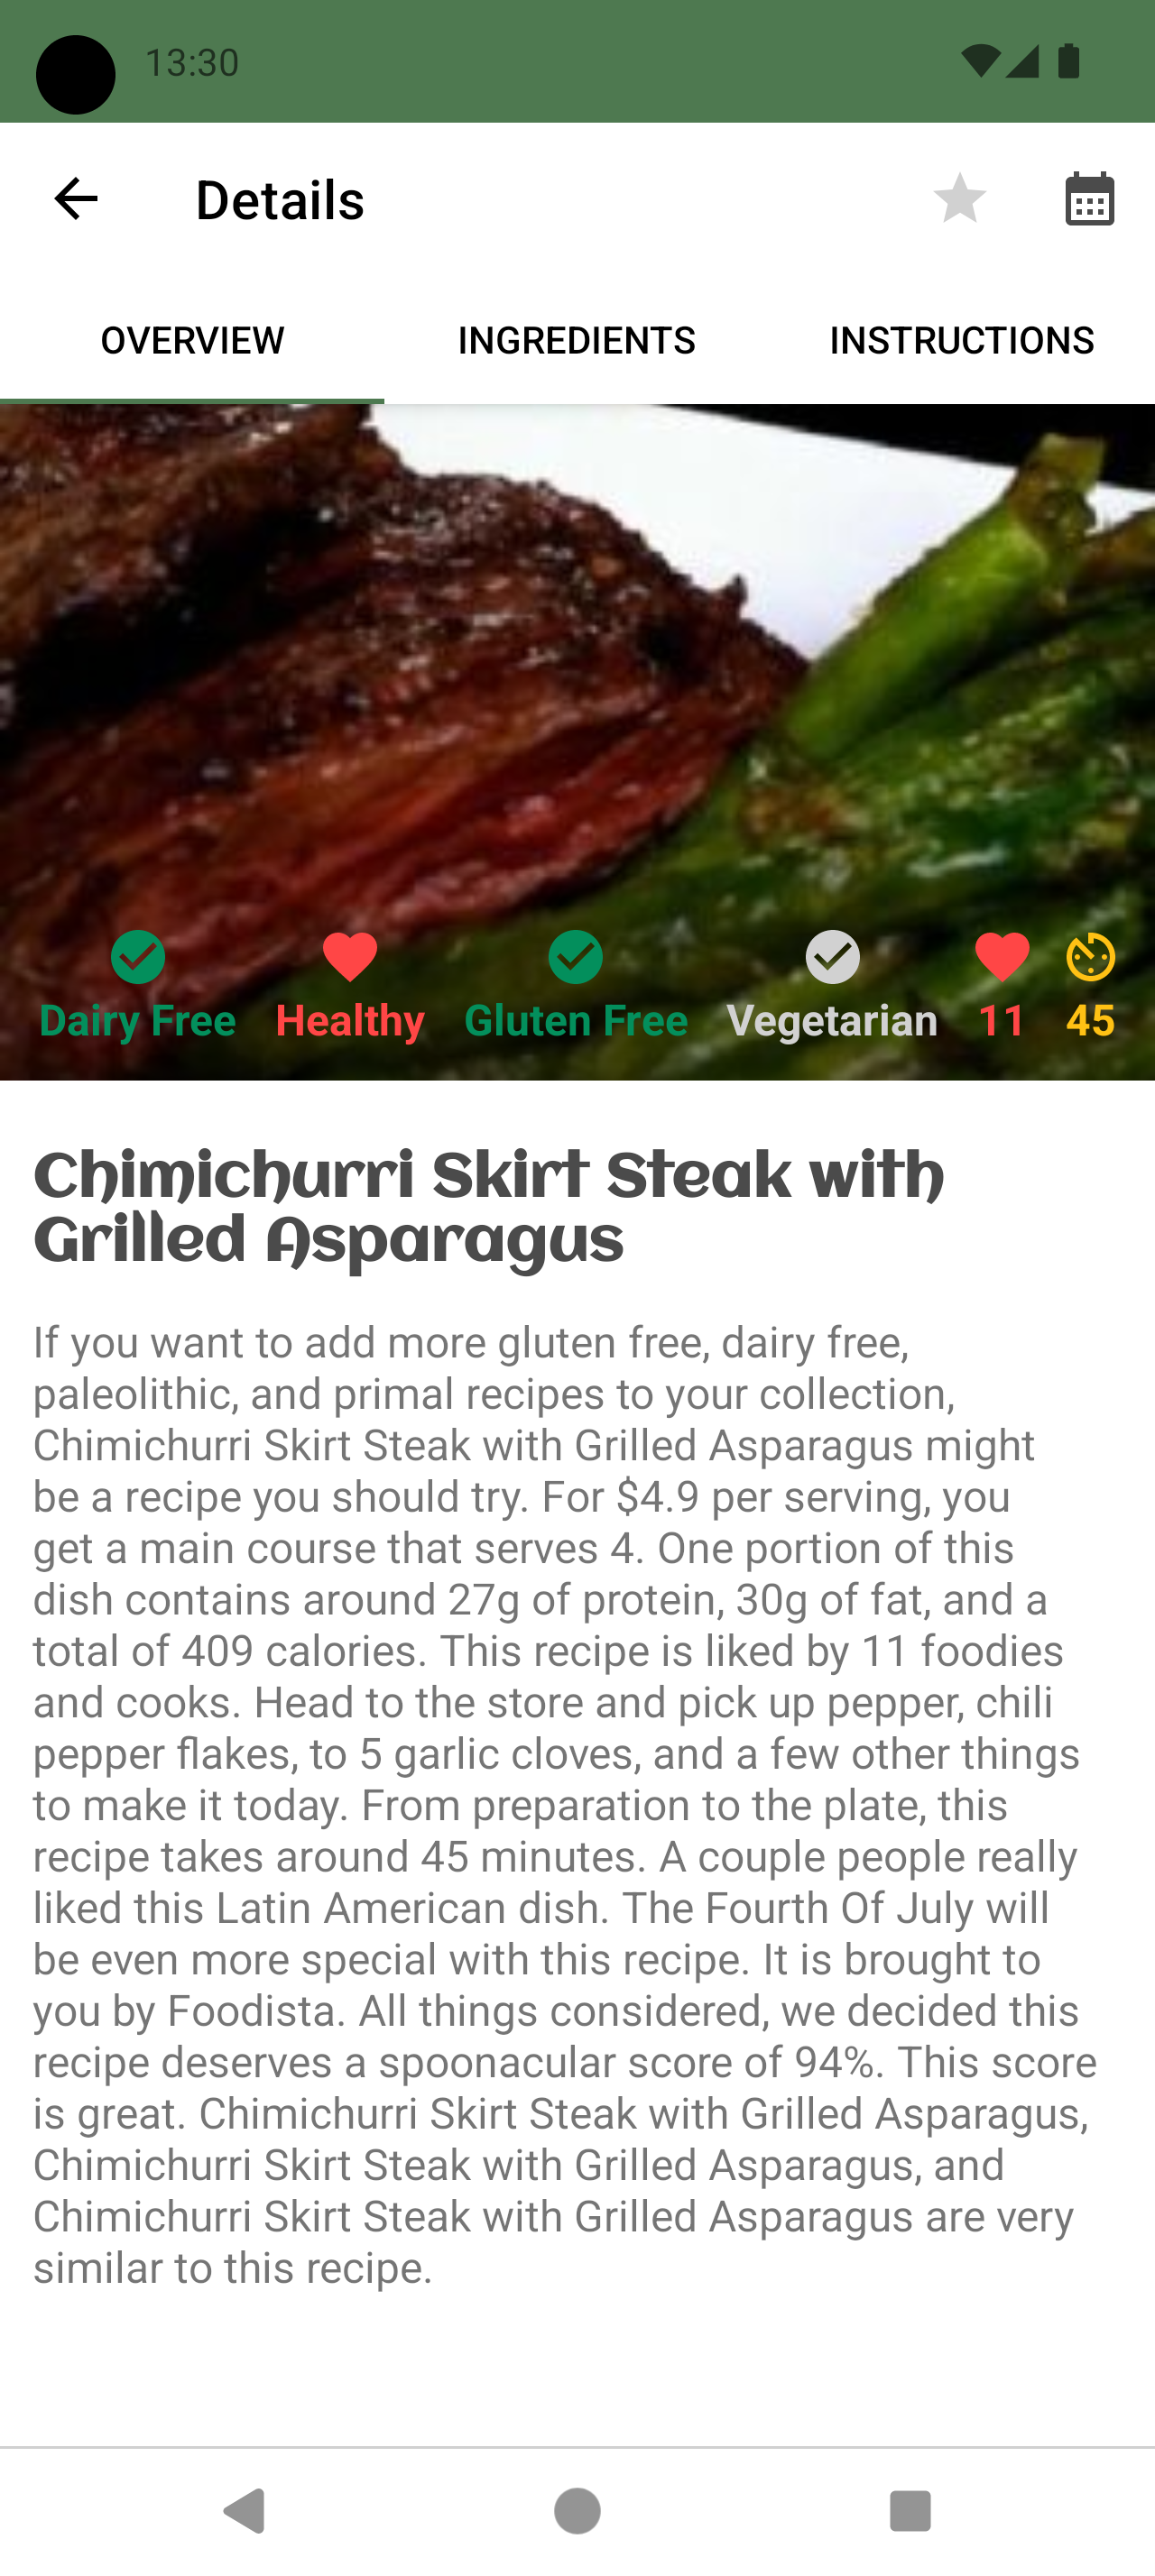 13:30
Details
OVERVIEW INGREDIENTS INSTRUCTIONS
Dairy Free Healthy Gluten Free Vegetarian 11 45
Chimichurri Skirt Steak with
Grilled Asparagus
If you want to add more gluten free, dairy free,
paleolithic, and primal recipes to your collection,
Chimichurri Skirt Steak with Grilled Asparagus might
be a recipe you should try. For $4.9 per serving, you
get a main course that serves 4. One portion of this
dish contains around 27g of protein, 30g of fat, and a
total of 409 calories. This recipe is liked by 11 foodies
and cooks. Head to the store and pick up pepper, chili
pepper flakes, to 5 garlic cloves, and a few other things
to make it today. From preparation to the plate, this
recipe takes around 45 minutes. A couple people really
liked this Latin American dish. The Fourth Of July will
be even more special with this recipe. It is brought to
you by Foodista. All things considered, we decided this
recipe deserves a spoonacular score of 94%. This score
is great. Chimichurri Skirt Steak with Grilled Asparagus,
Chimichurri Skirt Steak with Grilled Asparagus, and
Chimichurri Skirt Steak with Grilled Asparagus are very
similar to this recipe.